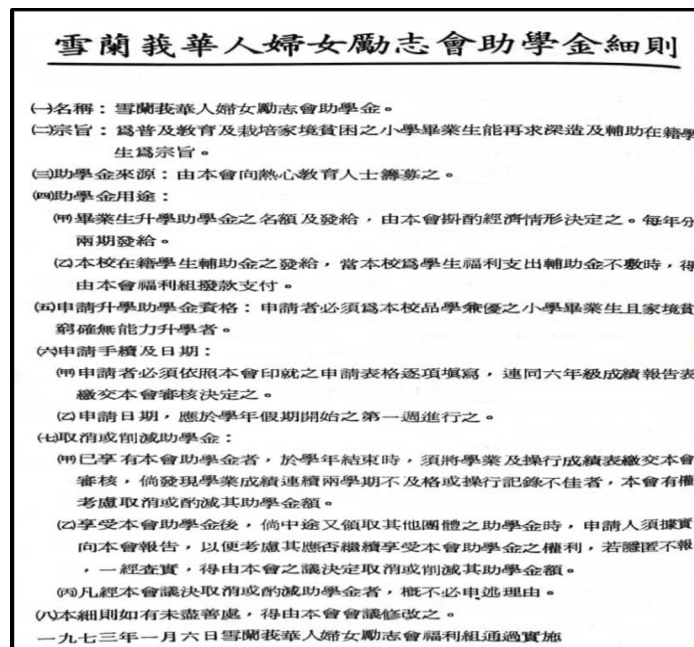 雪蘭莪華人婦女勵志會助學金細則
㈠名稱：雪蘭莪華人婦女勵志會助學金。
㈡宗旨：爲普及教育及栽培家境貧困之小學畢業生能再求深造及輔助在籍學
生爲宗旨。
㈢助學金來源：由本會向熱心教育人士籌募之。
㈣助學金用途：
㈙畢業生升學助學金之名額及發給，由本會斟酌經濟情形決定之。每年分
兩期發給。
㈚本校在籍學生輔助金之發給，當本校爲學生福利支出輔助金不敷時，得
由本會福利組撥款支付。
㈤申請升學助學金資格：申請者必須爲本校品學兼優之小學畢業生且家境貧
窮確無能力升學者。
㈥申請手續及日期：
㈙申請者必須依照本會印就之申請表格逐項填寫，連同六年級成績報告表
繳交本會審核決定之。
㈚申請日期，應於學年假期開始之第一週進行之。
㈦取消或削減助學金：
㈙已享有本會助學金者，於學年結束時，須將學業及操行成績表繳交本會
審核，倘發現學業成績連續兩學期不及格或操行記錄不佳者，本會有權
考慮取消或酌減其助學金額。
㈚享受本會助學金後，倘中途又領取其他團體之助學金時，申請人須據實
向本會報告，以便考慮其應否繼續享受本會助學金之權利，若隱匿不報
，一經查實，得由本會之議決定取消或削減其助學金額。
㈛凡經本會議決取消或酌減助學金者，概不必申述理由。
㈧本細則如有未盡善處，得由本會會議修改之。
一九七三年一月六日雪蘭莪華人婦女勵志會福利組通過實施